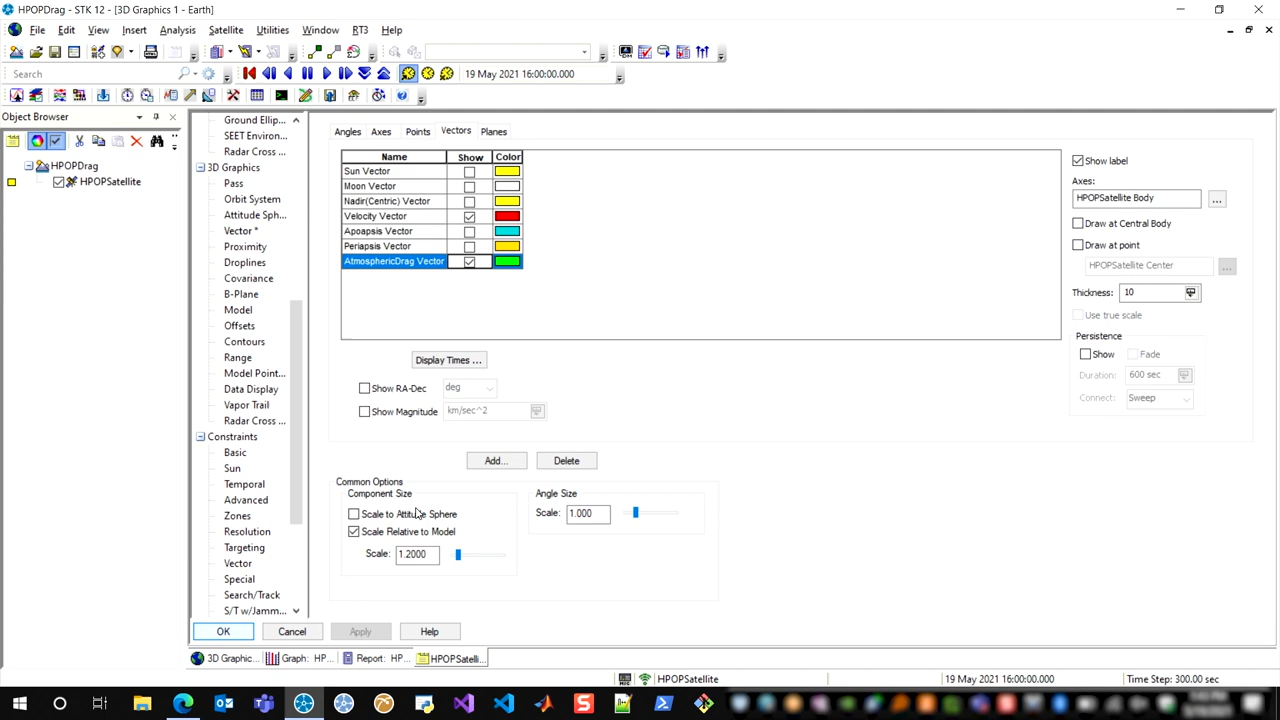 HPOPDrag - STK 12 - [3D Graphics 1 - Earth]
File Edit View Insert Analysis Satellite Utilities Window RT3 Help
Search
19 May 2021 16:00:00.000
Object Browser
HPOPDrag
HPOPSatellite
Ground Ellip...
SEET Environ...
Radar Cross ...
3D Graphics
Pass
Orbit System
Attitude Sph...
Vector *
Proximity
Droplines
Covariance
B-Plane
Model
Offsets
Contours
Range
Model Point...
Data Display
Vapor Trail
Radar Cross ...
Constraints
Basic
Sun
Temporal
Advanced
Zones
Resolution
Targeting
Vector
Special
Search/Track
S/T w/Jamm...
Angles Axes Points Vectors Planes
Name Show Color
Sun Vector
Moon Vector
Nadir(Centric) Vector
Velocity Vector
Apoapsis Vector
Periapsis Vector
AtmosphericDrag Vector
Display Times ...
Show RA-Dec deg
Show Magnitude km/sec^2
Add... Delete
Common Options
Component Size
Scale to Attitude Sphere
Scale Relative to Model
Scale: 1.2000
Angle Size
Scale: 1.000
Show label
Axes:
HPOPSatellite Body ...
Draw at Central Body
Draw at point
HPOPSatellite Center ...
Thickness: 10
Use true scale
Persistence
Show Fade
Duration: 600 sec
Connect: Sweep
OK Cancel Apply Help
3D Graphic... Graph: HP... Report: HP... HPOPSatelli...
HPOPSatellite 19 May 2021 16:00:00.000 Time Step: 300.00 sec